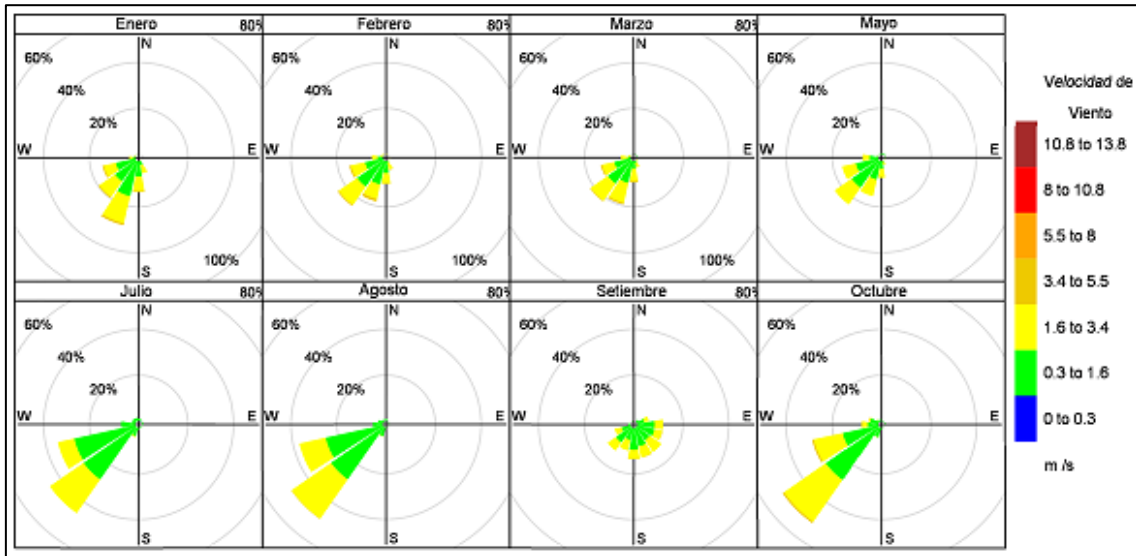 Enero 80%
Febrero 80%
Marzo 80%
Mayo
N
60%
40%
20%
W E
S
100%
N
60%
40%
20%
W E
S
100%
N
60%
40%
20%
W E
S
100%
N
60%
40%
20%
W E
S
Julio 80%
Agosto 80%
Setiembre 80%
Octubre
N
60%
40%
20%
W E
S
N
60%
40%
20%
W E
S
N
60%
40%
20%
W E
S
N
60%
40%
20%
W E
S
Velocidad de
Viento
10.8 to 13.8
8 to 10.8
5.5 to 8
3.4 to 5.5
1.6 to 3.4
0.3 to 1.6
0 to 0.3
m /s